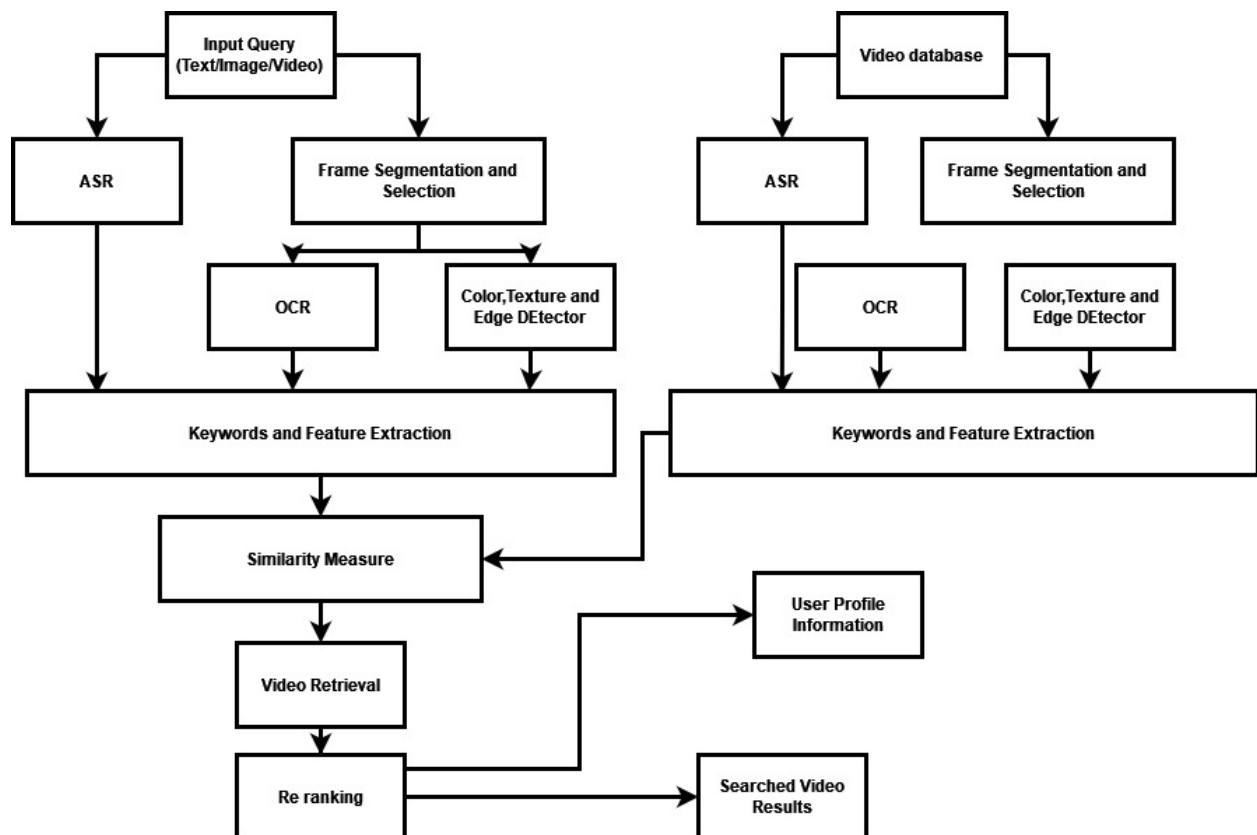 Input Query
(Text/Image/Video)
Video database
ASR
Frame Segmentation and
Selection
ASR
Frame Segmentation and
Selection
OCR
Color,Texture and
Edge DEtector
OCR
Color,Texture and
Edge DEtector
Keywords and Feature Extraction
Keywords and Feature Extraction
Similarity Measure
User Profile
Information
Video Retrieval
Re ranking
Searched Video
Results